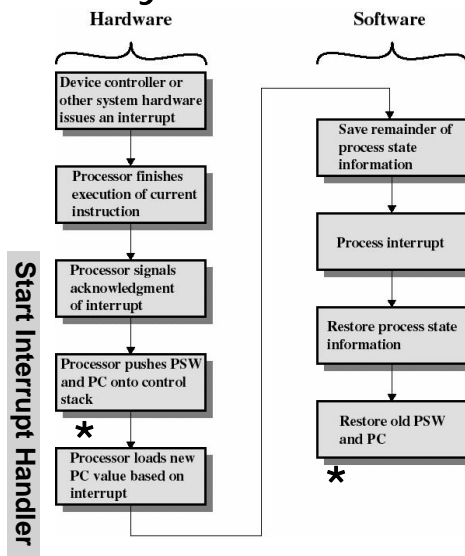 Hardware
Device controller or
other system hardware
issues an interrupt
Processor finishes
execution of current
instruction
Processor signals
acknowledgment
of interrupt
Processor pushes PSW
and PC onto control
stack
*
Processor loads new
PC value based on
interrupt
Start Interrupt Handler
Software
Save remainder of
process state
information
Process interrupt
Restore process state
information
Restore old PSW
and PC
*